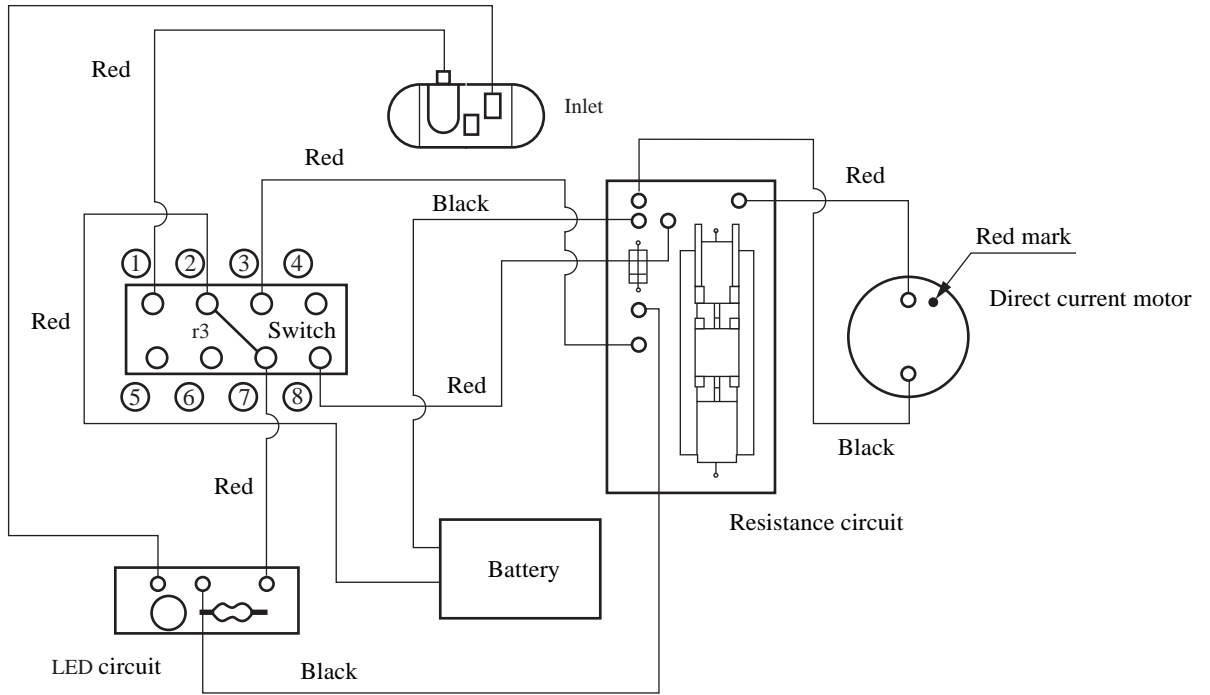 Red
Inlet
Red
Black
Red
Red mark
Direct current motor
① ② ③ ④
Red
r3
Switch
Red
⑤ ⑥ ⑦ ⑧
Black
Red
Resistance circuit
Battery
LED circuit
Black